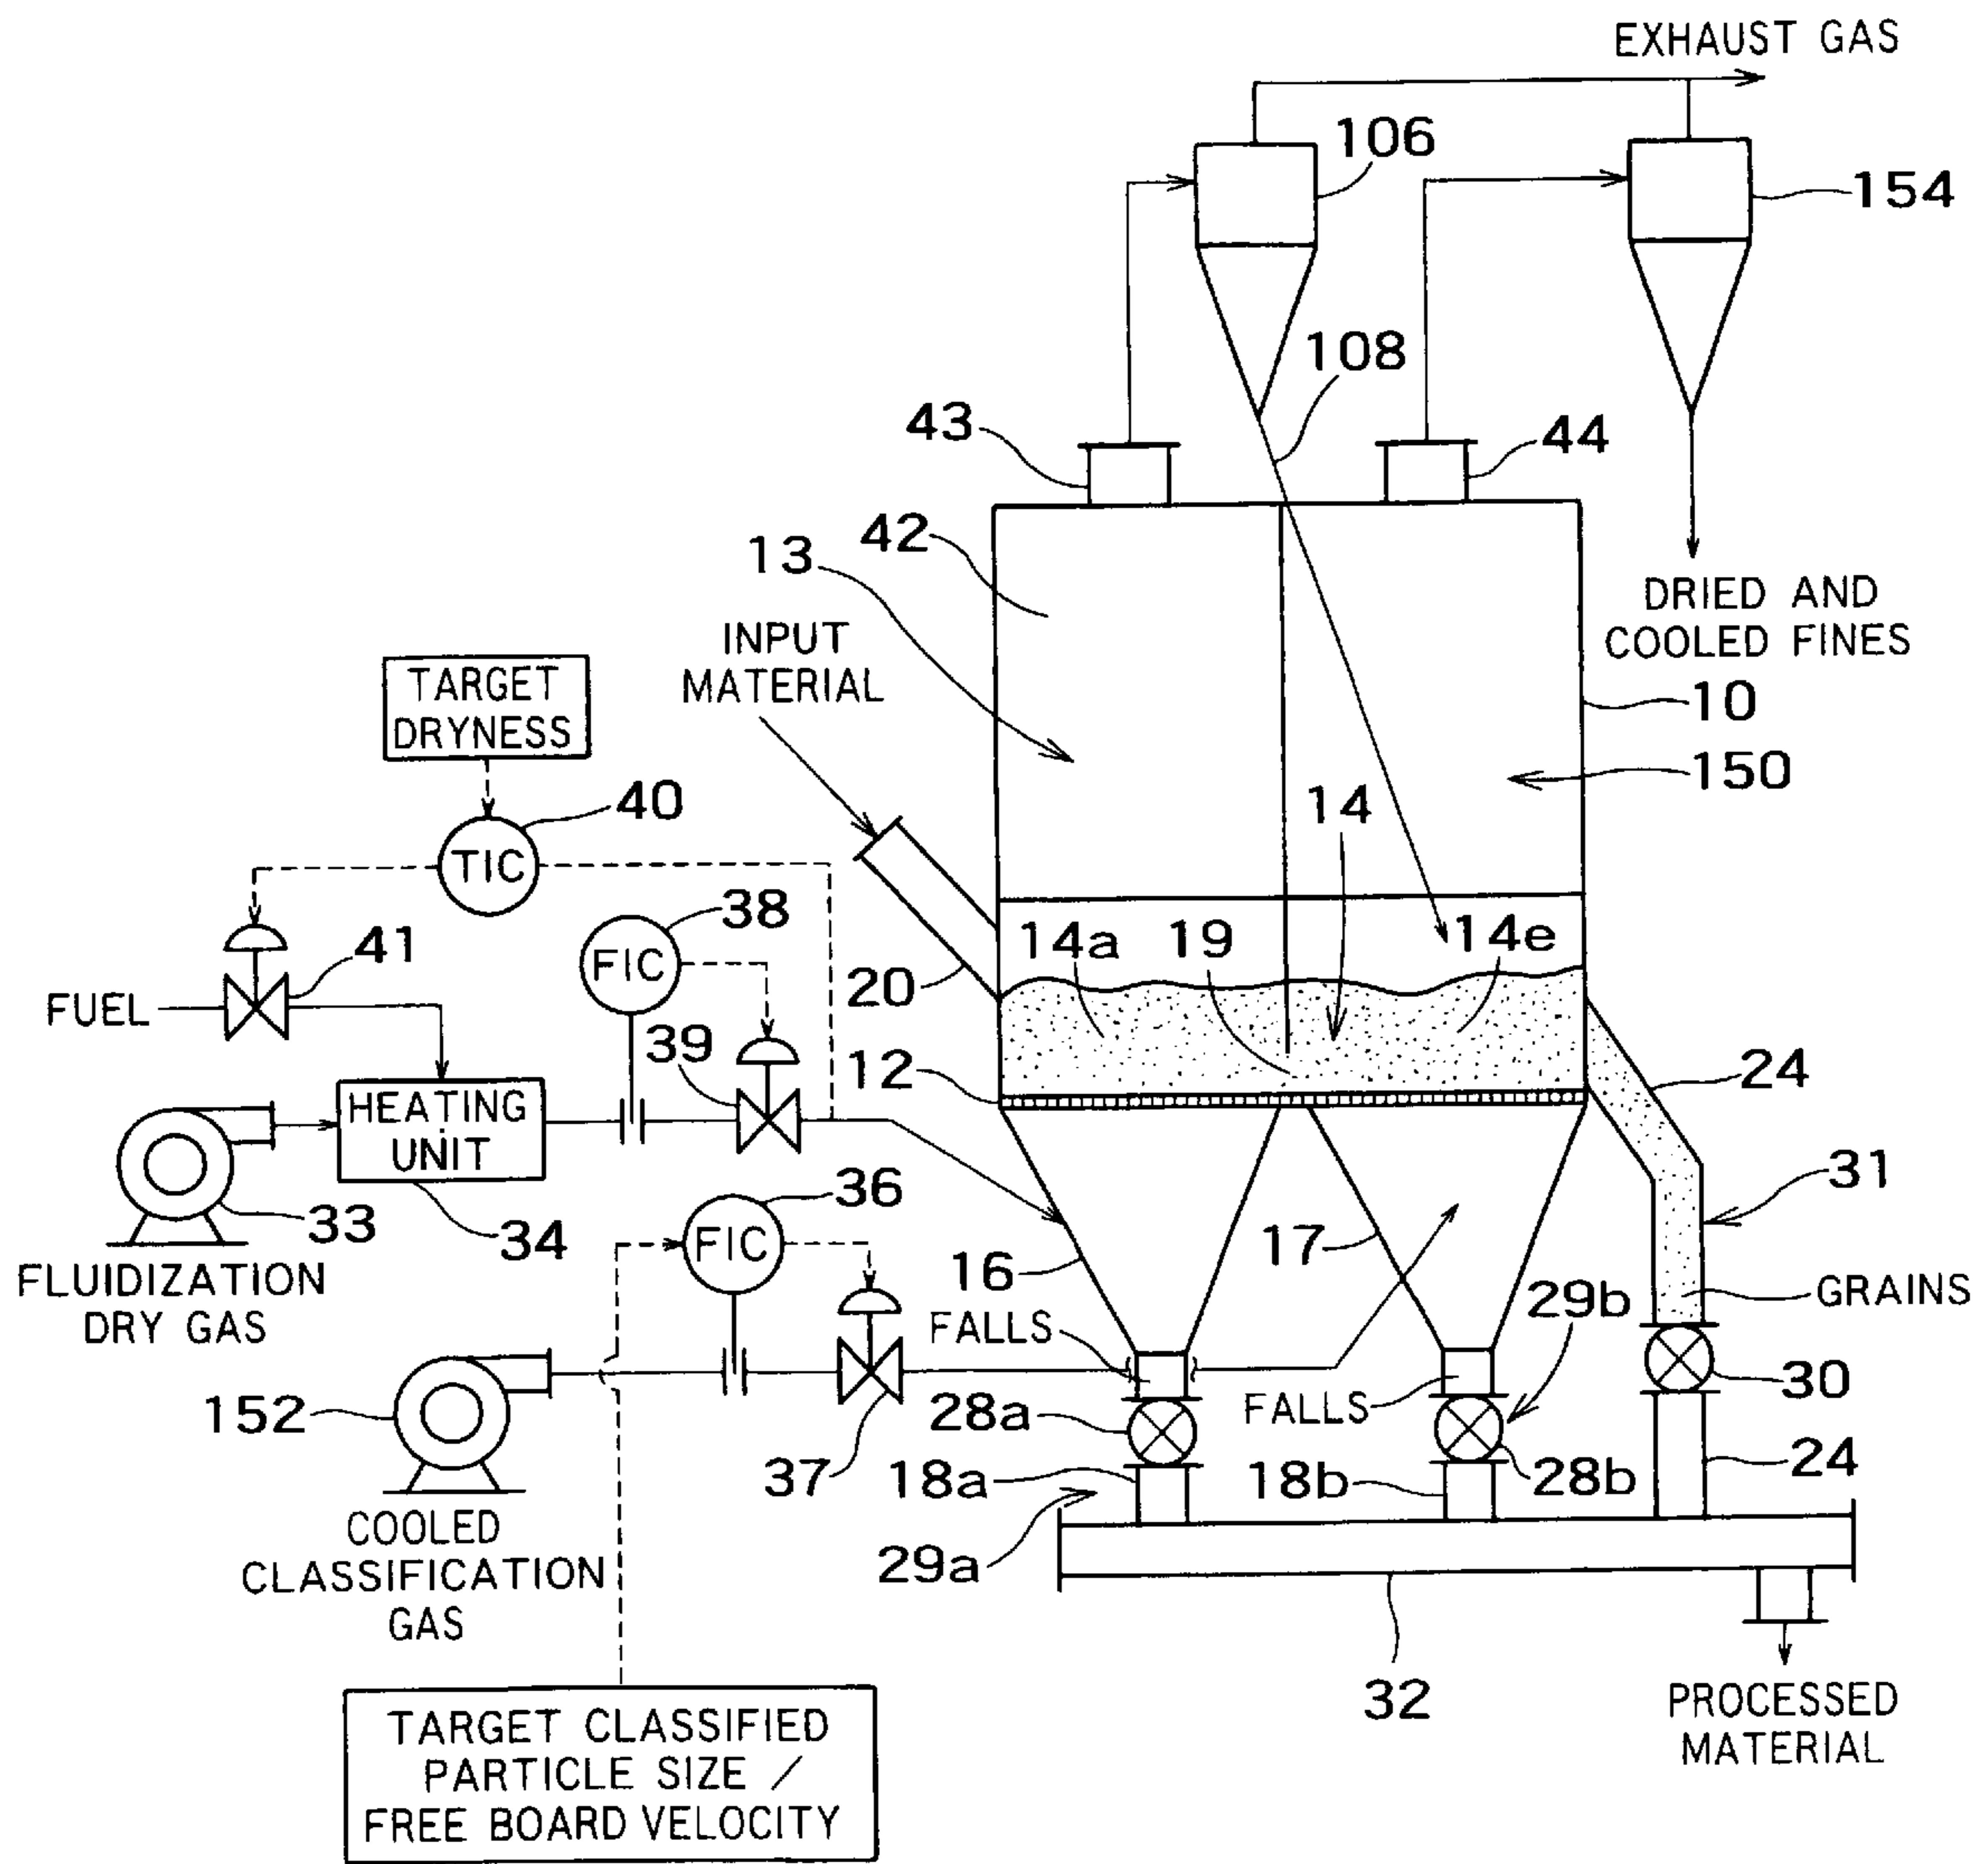 EXHAUST GAS
106
154
108
43
44
42
13
INPUT
MATERIAL
DRIED AND
COOLED FINES
TARGET
DRYNESS
10
150
40
14
TIC
38
41
14a
19
14e
FIC
20
FUEL
39
12
24
HEATING
UNIT
36
31
33
34
FIC
17
16
FLUIDIZATION
DRY GAS
GRAINS
29b
FALLS
30
152
28a
FALLS
37
18a
18b
28b
24
COOLED
CLASSIFICATION
GAS
29a
32
PROCESSED
MATERIAL
TARGET CLASSIFIED
PARTICLE SIZE /
FREE BOARD VELOCITY